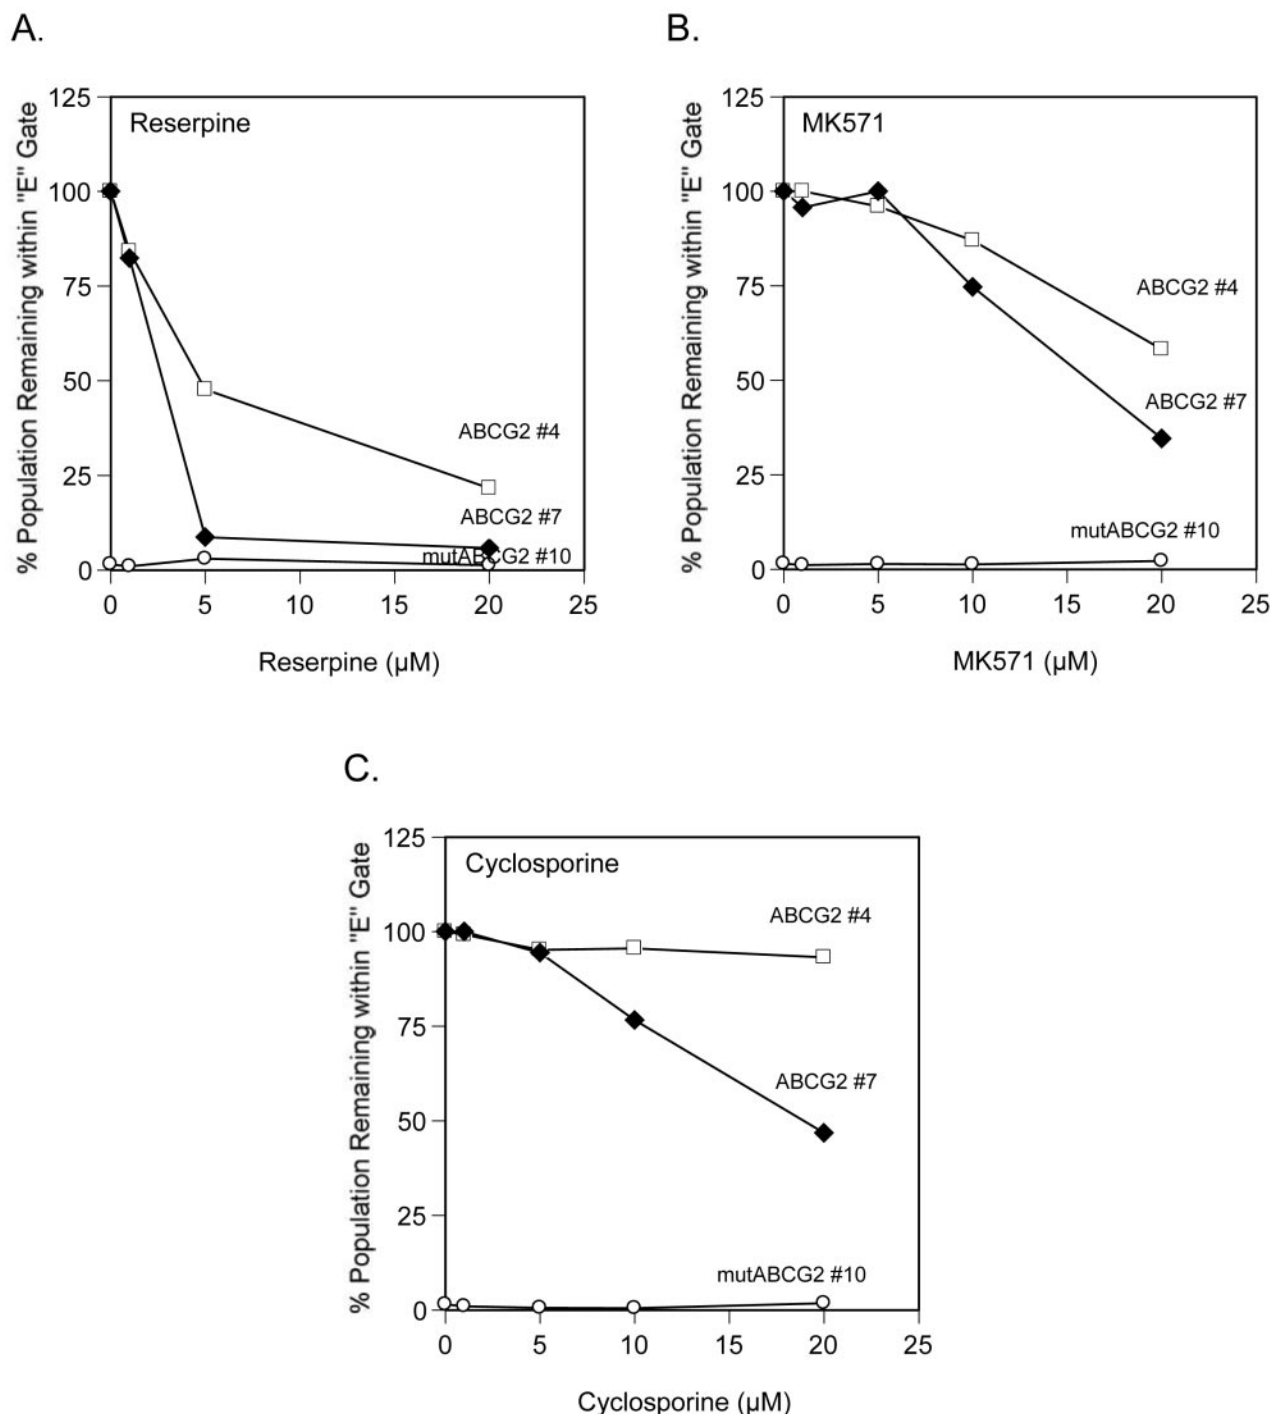 A.
% Population Remaining within "E" Gate
125
100
75
50
25
0
Reserpine
ABCG2 #4
ABCG2 #7
mutABCG2 #10
0 5 10 15 20 25
Reserpine (µM)
B.
% Population Remaining within "E" Gate
125
100
75
50
25
0
MK571
ABCG2 #4
ABCG2 #7
mutABCG2 #10
0 5 10 15 20 25
MK571 (µM)
C.
% Population Remaining within "E" Gate
125
100
75
50
25
0
Cyclosporine
ABCG2 #4
ABCG2 #7
mutABCG2 #10
0 5 10 15 20 25
Cyclosporine (µM)